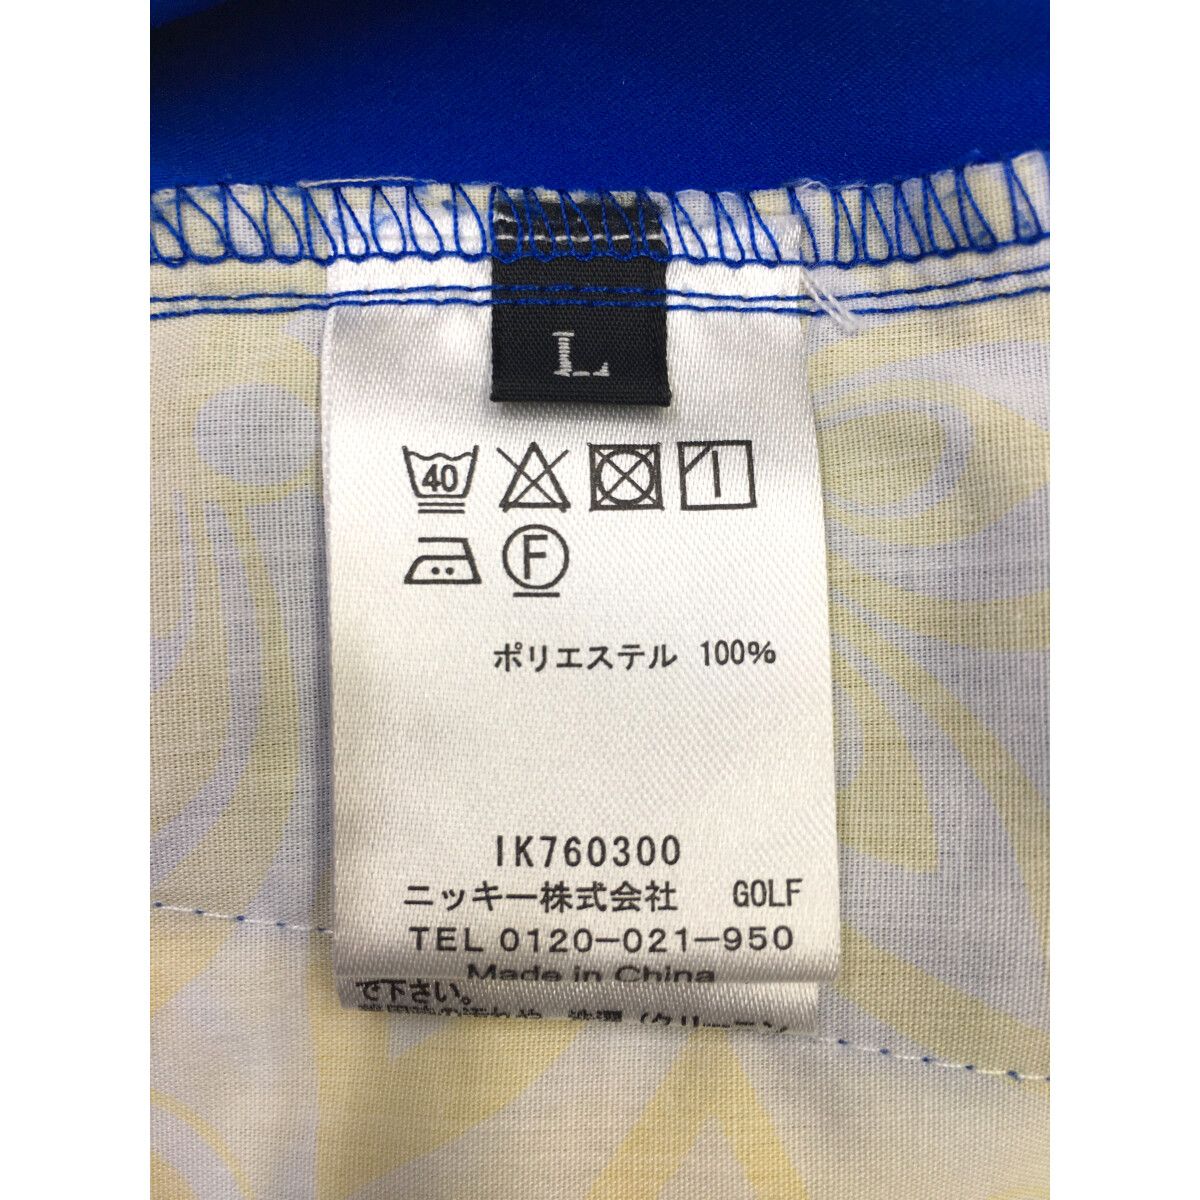 L
40
F
ポリエステル 100%
IK760300
ニッキー株式会社 GOLF
TEL 0120-021-950
Made in China
で下さい。